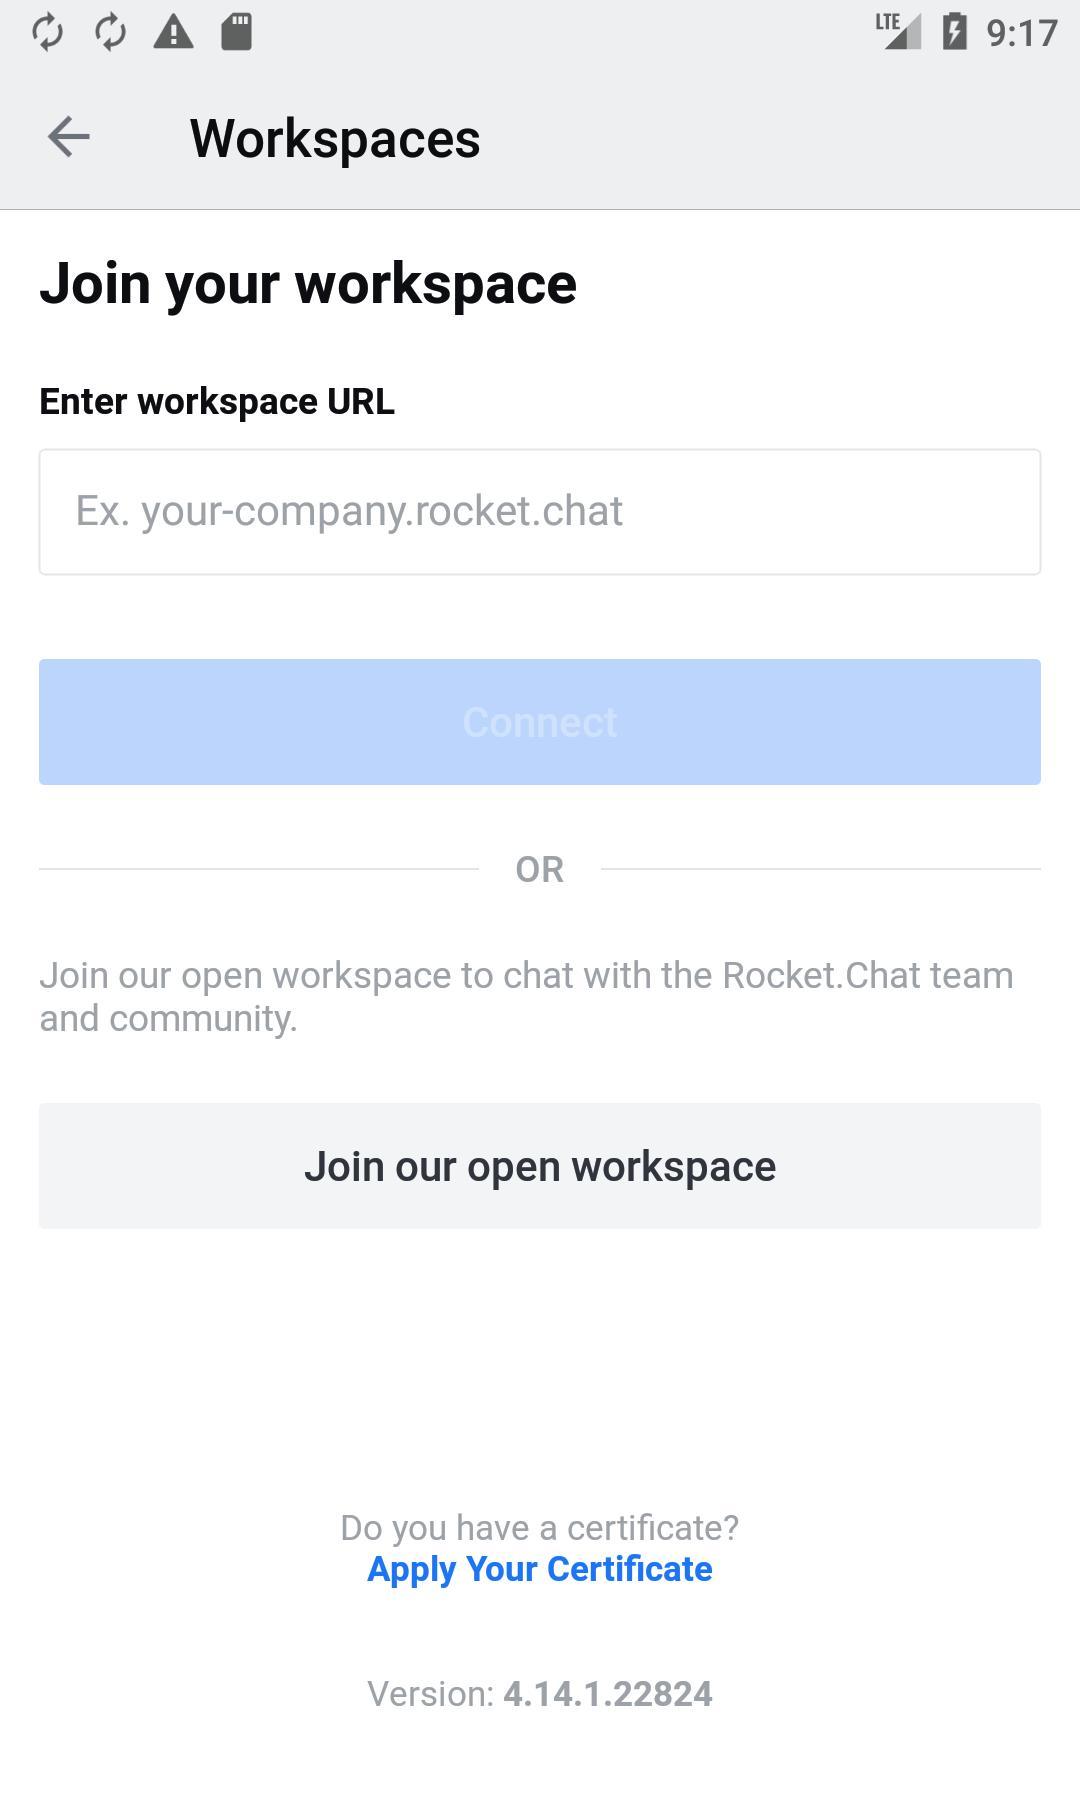 LTE 9:17
Workspaces
Join your workspace
Enter workspace URL
Ex. your-company.rocket.chat
Connect
OR
Join our open workspace to chat with the Rocket.Chat team
and community.
Join our open workspace
Do you have a certificate?
Apply Your Certificate
Version: 4.14.1.22824